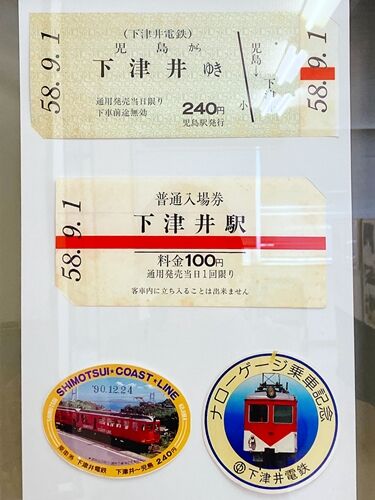 58.9.1
(下津井電鉄)
児島から
下津井ゆき
通用発売当日限り
下車前途無効
240円
児島駅発行
児島→
下
小
58.9.1
58.9.1
普通入場券
下津井駅
料金100円
通用発売当日1回限り
客車内に立ち入ることは出来ません
SHIMOTSUI・COAST・LINE
'90.12.24
下津井電鉄 下津井〜児島 240円
ナローゲージ乗車記念
下津井電鉄